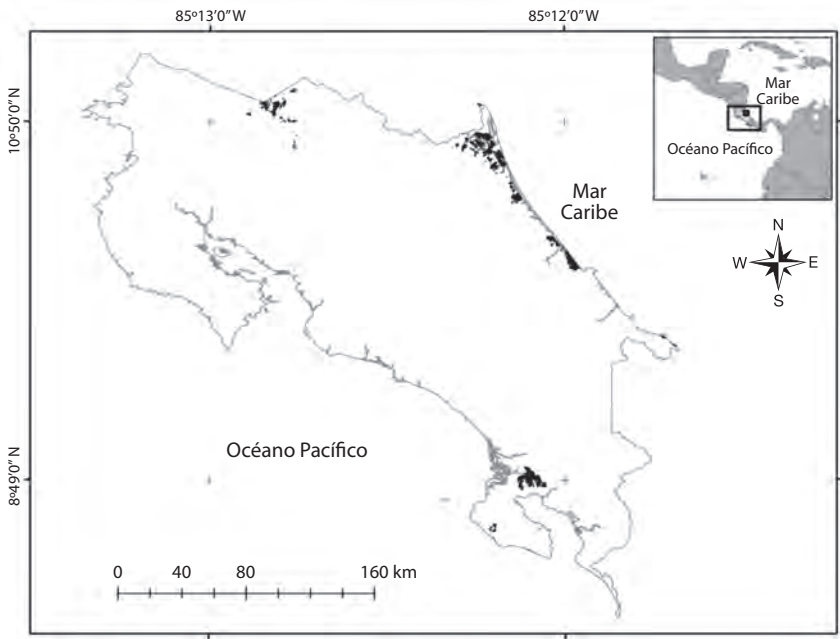 85º13'0"W
85º12'0"W
10º50'0"N
8º49'0"N
Mar
Caribe
Océano Pacífico
Mar
Caribe
N
W
E
S
Océano Pacífico
0 40 80 160 km